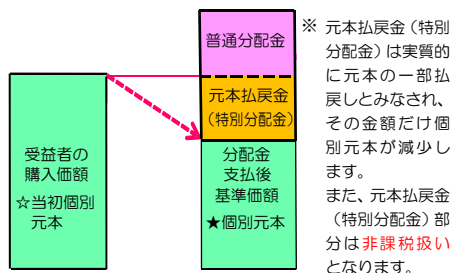 受益者の
購入価額
☆当初個別
元本
普通分配金
元本払戻金
（特別分配金）
分配金
支払後
基準価額
★個別元本
※ 元本払戻金（特別
分配金）は実質的
に元本の一部払
戻しとみなされ、
その金額だけ個
別元本が減少し
ます。
また、元本払戻金
（特別分配金）部
分は非課税扱い
となります。